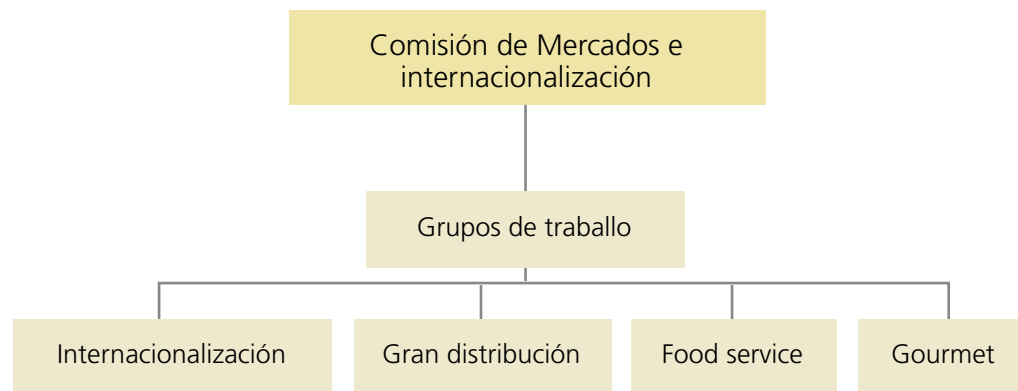 Comisión de Mercados e
internacionalización
Grupos de traballo
Internacionalización
Gran distribución
Food service
Gourmet